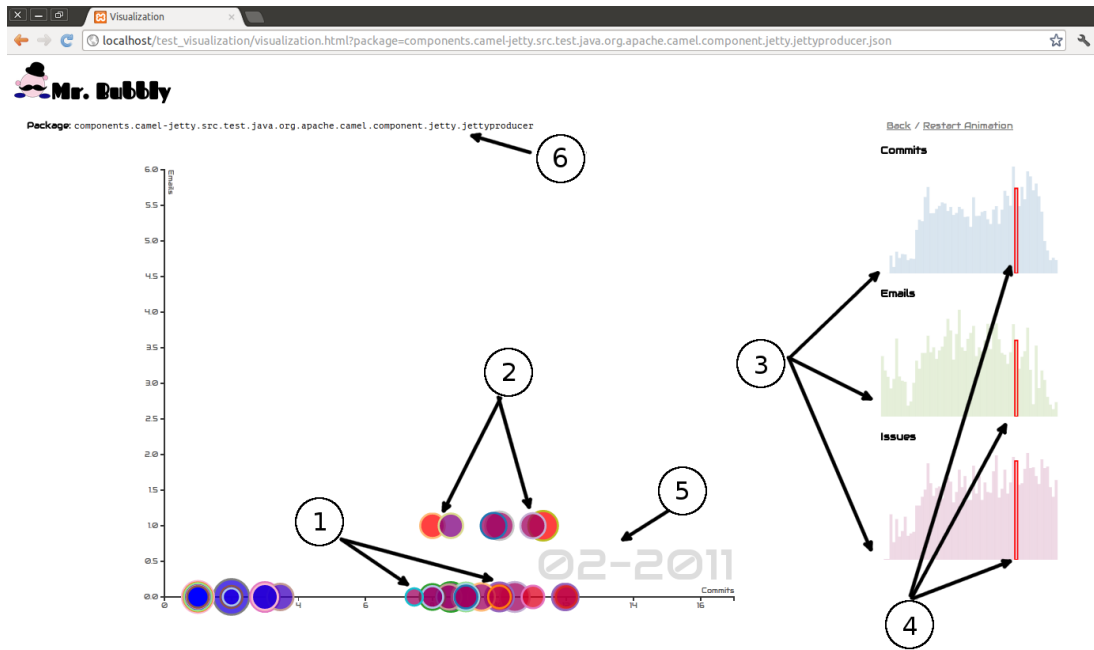 Visualization
localhost/test_visualization/visualization.html?package=components.camel-jetty.src.test.java.org.apache.camel.component.jetty.jettyproducer.json
Mr. Bubbly
Package: components.camel-jetty.src.test.java.org.apache.camel.component.jetty.jettyproducer
Back / Restart Animation
6
Commits
6.0
Emails
5.5
5.0
4.5
4.0
3.5
3.0
2.5
2.0
1.5
1.0
0.5
0.0
Emails
3
2
Issues
5
1
02-2011
Commits
0
4
6
14
16
4